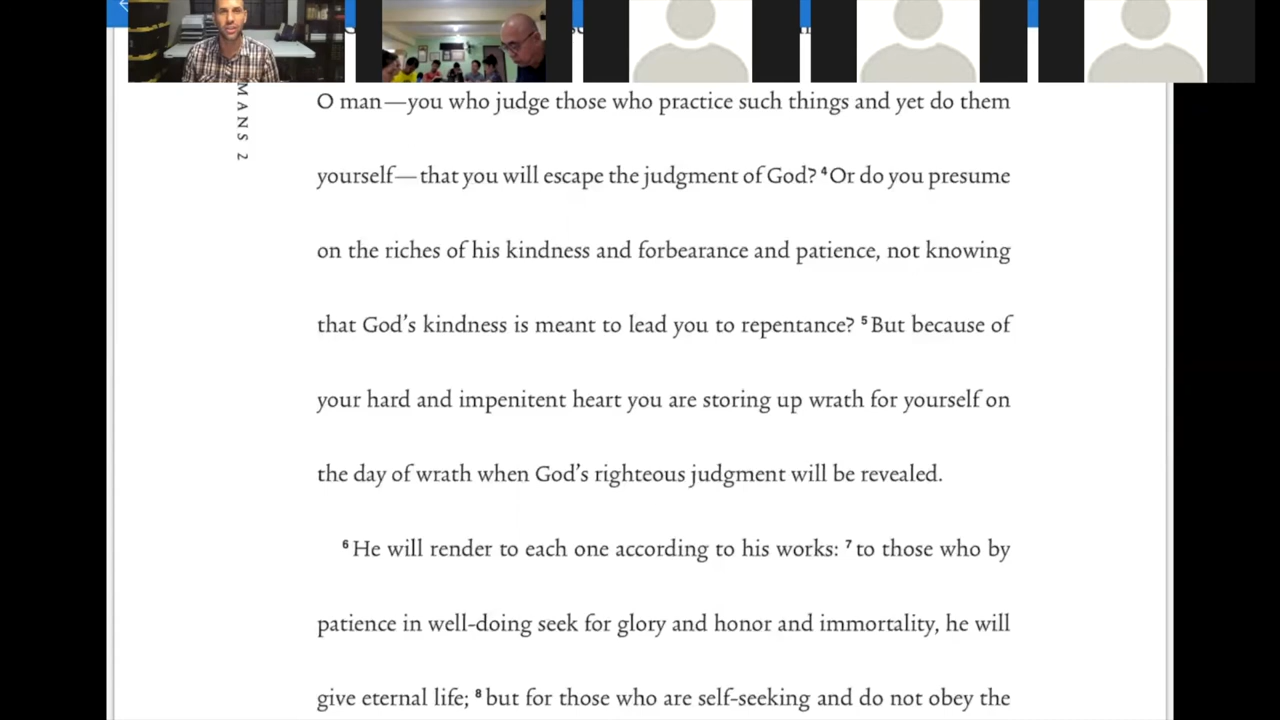 MANS 2
O man—you who judge those who practice such things and yet do them
yourself—that you will escape the judgment of God? ⁴Or do you presume
on the riches of his kindness and forbearance and patience, not knowing
that God’s kindness is meant to lead you to repentance? ⁵But because of
your hard and impenitent heart you are storing up wrath for yourself on
the day of wrath when God’s righteous judgment will be revealed.
⁶He will render to each one according to his works: ⁷to those who by
patience in well-doing seek for glory and honor and immortality, he will
give eternal life; ⁸but for those who are self-seeking and do not obey the